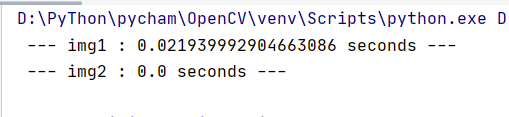 D:\PyThon\pycham\OpenCV\venv\Scripts\python.exe D
--- img1 : 0.021939992904663086 seconds ---
--- img2 : 0.0 seconds ---